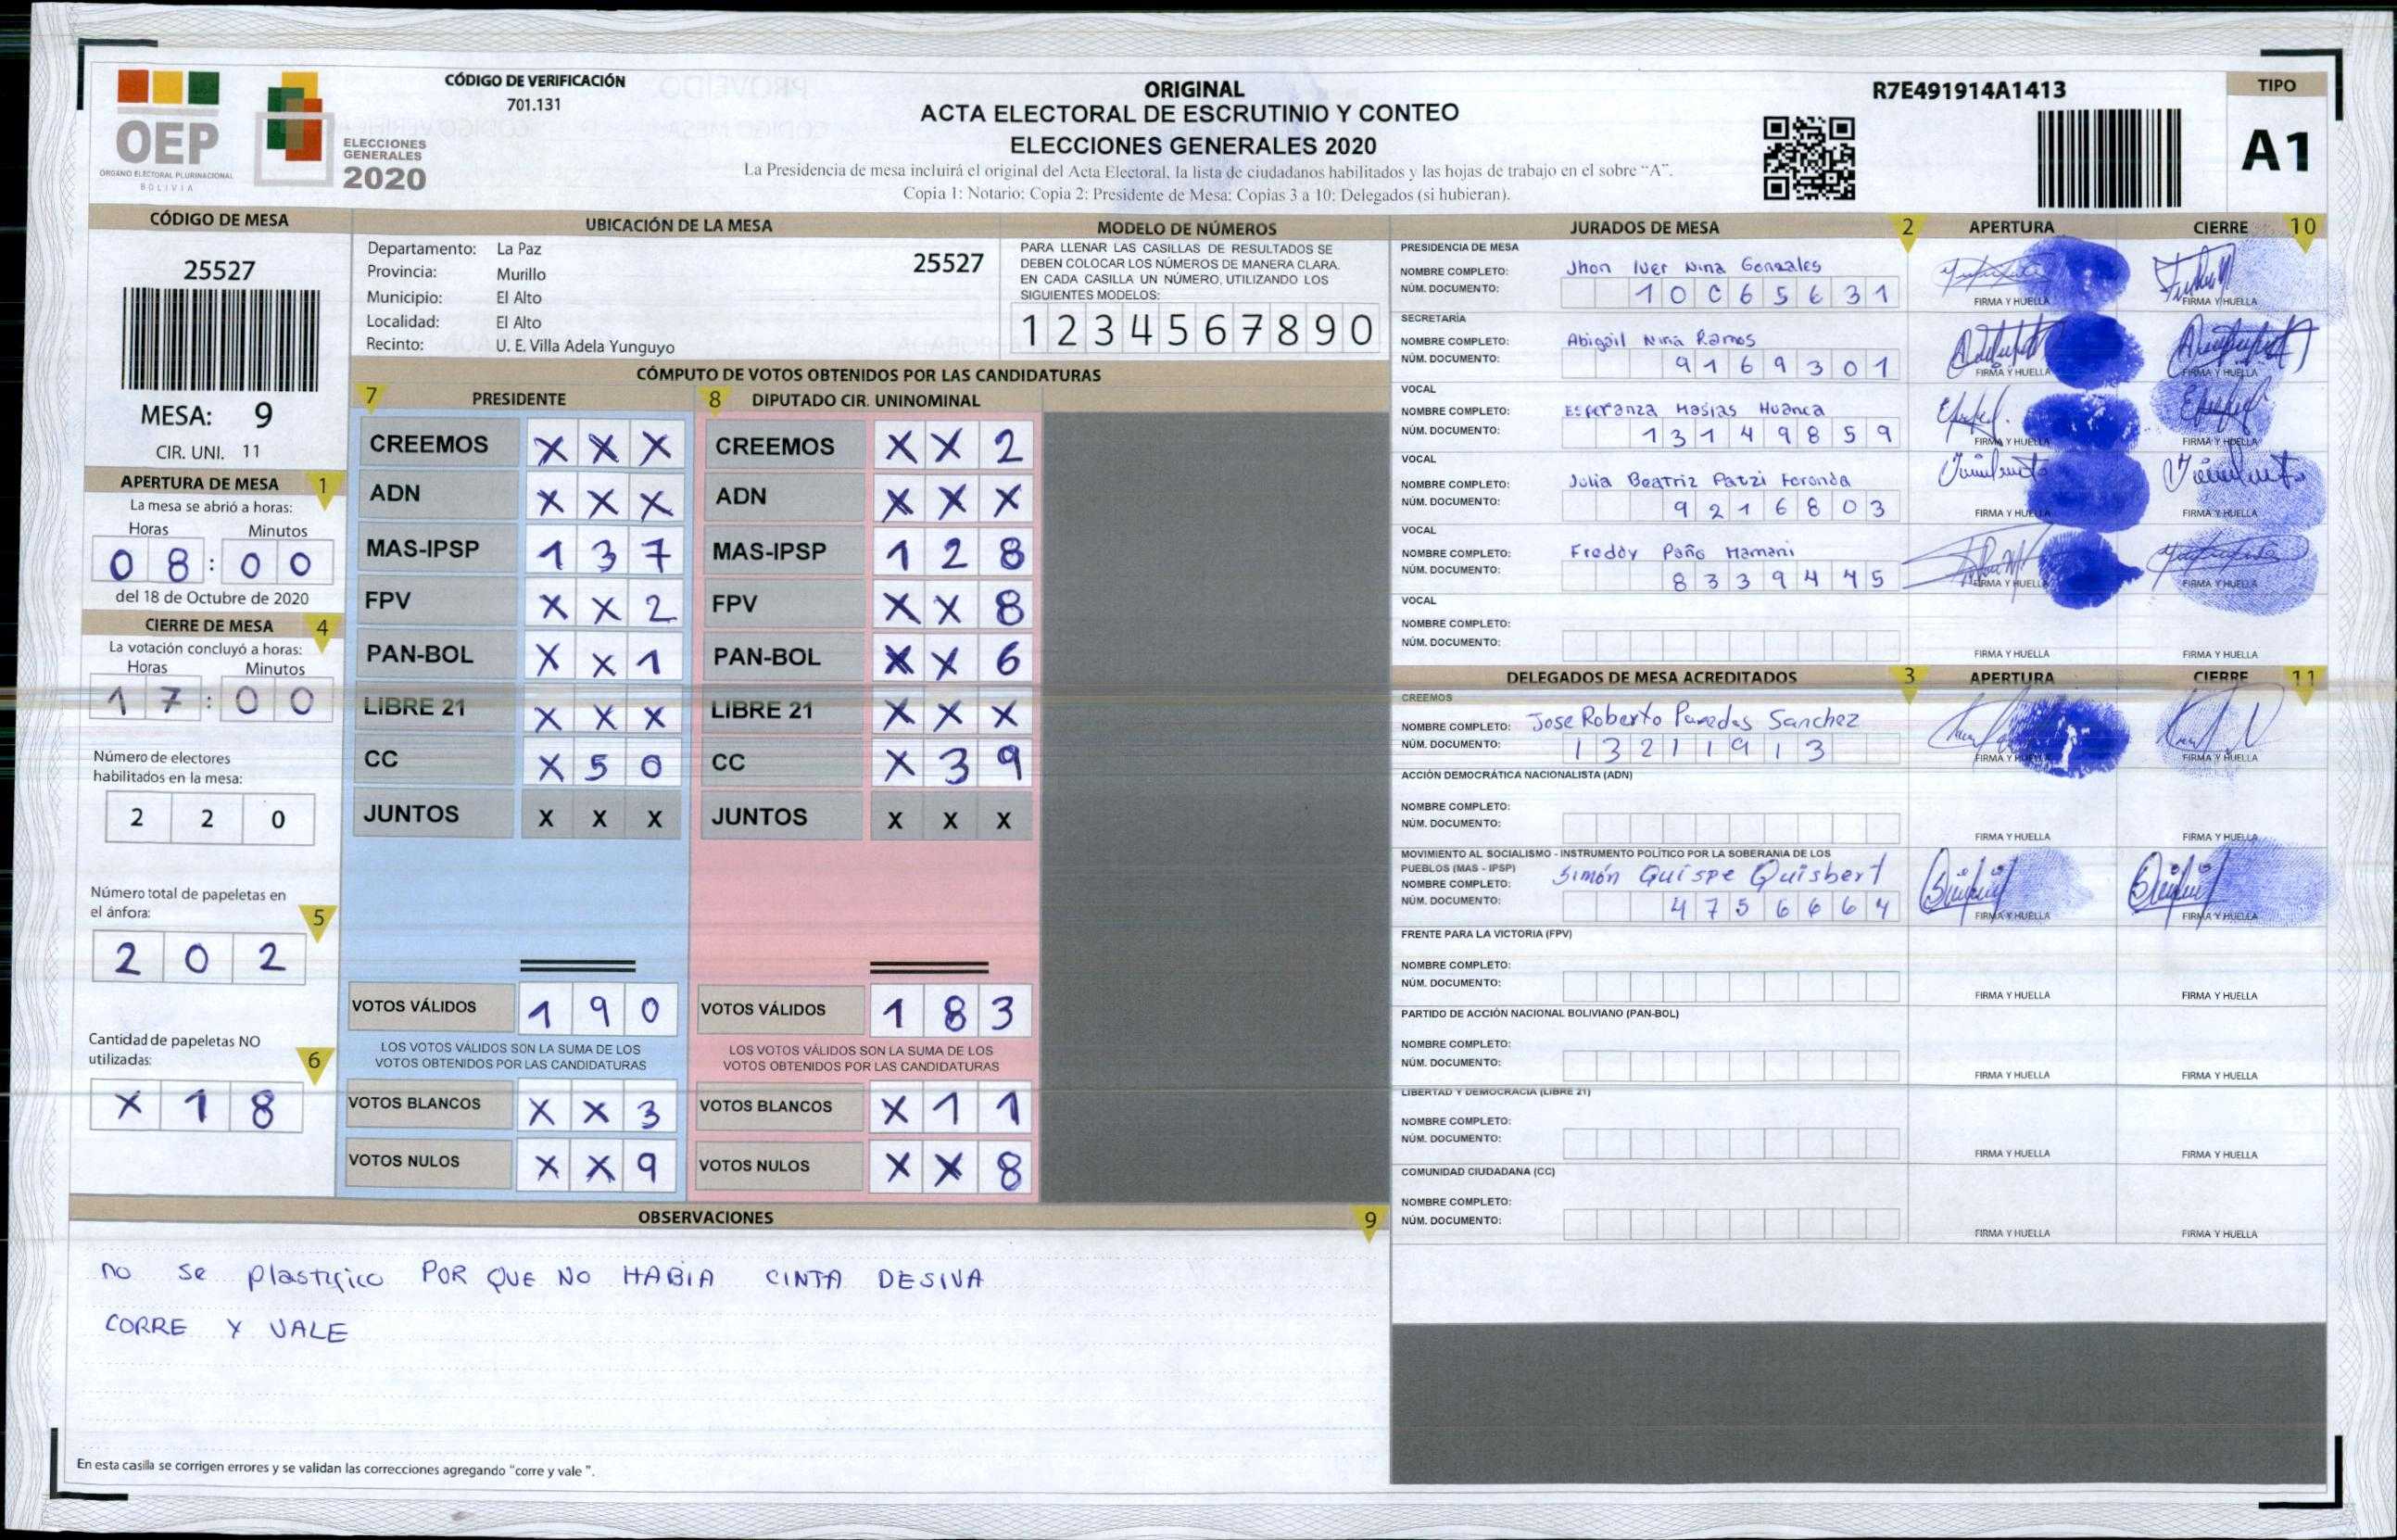 OEP
ÓRGANO ELECTORAL PLURINACIONAL
BOLIVIA
ELECCIONES
GENERALES
2020
CÓDIGO DE VERIFICACIÓN
701.131
ORIGINAL
ACTA ELECTORAL DE ESCRUTINIO Y CONTEO
ELECCIONES GENERALES 2020
La Presidencia de mesa incluirá el original del Acta Electoral, la lista de ciudadanos habilitados y las hojas de trabajo en el sobre “A”.
Copia 1: Notario; Copia 2: Presidente de Mesa; Copias 3 a 10: Delegados (si hubieran).
R7E491914A1413
TIPO
A1
CÓDIGO DE MESA
25527
MESA: 9
CIR. UNI. 11
APERTURA DE MESA 1
La mesa se abrió a horas:
Horas Minutos
08:00
del 18 de Octubre de 2020
CIERRE DE MESA 4
La votación concluyó a horas:
Horas Minutos
17:00
Número de electores
habilitados en la mesa:
2 2 0
Número total de papeletas en
el ánfora: 5
2 0 2
Cantidad de papeletas NO
utilizadas: 6
X 1 8
UBICACIÓN DE LA MESA
Departamento: La Paz 25527
Provincia: Murillo
Municipio: El Alto
Localidad: El Alto
Recinto: U. E. Villa Adela Yunguyo
MODELO DE NÚMEROS
PARA LLENAR LAS CASILLAS DE RESULTADOS SE
DEBEN COLOCAR LOS NÚMEROS DE MANERA CLARA.
EN CADA CASILLA UN NÚMERO, UTILIZANDO LOS
SIGUIENTES MODELOS:
1 2 3 4 5 6 7 8 9 0
CÓMPUTO DE VOTOS OBTENIDOS POR LAS CANDIDATURAS
7 PRESIDENTE
CREEMOS X X X
ADN X X X
MAS-IPSP 1 3 7
FPV X X 2
PAN-BOL X X 1
LIBRE 21 X X X
CC X 5 0
JUNTOS X X X
VOTOS VÁLIDOS 1 9 0
LOS VOTOS VÁLIDOS SON LA SUMA DE LOS
VOTOS OBTENIDOS POR LAS CANDIDATURAS
VOTOS BLANCOS X X 3
VOTOS NULOS X X 9
8 DIPUTADO CIR. UNINOMINAL
CREEMOS X X 2
ADN X X X
MAS-IPSP 1 2 8
FPV X X 8
PAN-BOL X X 6
LIBRE 21 X X X
CC X 3 9
JUNTOS X X X
VOTOS VÁLIDOS 1 8 3
LOS VOTOS VÁLIDOS SON LA SUMA DE LOS
VOTOS OBTENIDOS POR LAS CANDIDATURAS
VOTOS BLANCOS X 1 1
VOTOS NULOS X X 8
OBSERVACIONES 9
no se plastifico POR QUE NO HABIA CINTA DESIVA
CORRE Y VALE
En esta casilla se corrigen errores y se validan las correcciones agregando “corre y vale ”.
JURADOS DE MESA 2 APERTURA CIERRE 10
PRESIDENCIA DE MESA
NOMBRE COMPLETO: Jhon Iver Nina Gonzales
NÚM. DOCUMENTO: 1 0 0 6 5 6 3 1
FIRMA Y HUELLA FIRMA Y HUELLA
SECRETARÍA
NOMBRE COMPLETO: Abigail Nina Ramos
NÚM. DOCUMENTO: 9 1 6 9 3 0 1
FIRMA Y HUELLA FIRMA Y HUELLA
VOCAL
NOMBRE COMPLETO: Esperanza Masias Huanca
NÚM. DOCUMENTO: 1 3 1 4 9 8 5 9
FIRMA Y HUELLA FIRMA Y HUELLA
VOCAL
NOMBRE COMPLETO: Julia Beatriz Patzi Foronda
NÚM. DOCUMENTO: 9 2 1 6 8 0 3
FIRMA Y HUELLA FIRMA Y HUELLA
VOCAL
NOMBRE COMPLETO: Freddy Paño Mamani
NÚM. DOCUMENTO: 8 3 3 9 4 4 5
FIRMA Y HUELLA FIRMA Y HUELLA
VOCAL
NOMBRE COMPLETO:
NÚM. DOCUMENTO:
FIRMA Y HUELLA FIRMA Y HUELLA
DELEGADOS DE MESA ACREDITADOS 3 APERTURA CIERRE 11
CREEMOS
NOMBRE COMPLETO: Jose Roberto Paredes Sanchez
NÚM. DOCUMENTO: 1 3 2 1 1 9 1 3
FIRMA Y HUELLA FIRMA Y HUELLA
ACCIÓN DEMOCRÁTICA NACIONALISTA (ADN)
NOMBRE COMPLETO:
NÚM. DOCUMENTO:
FIRMA Y HUELLA FIRMA Y HUELLA
MOVIMIENTO AL SOCIALISMO - INSTRUMENTO POLÍTICO POR LA SOBERANIA DE LOS
PUEBLOS (MAS - IPSP)
NOMBRE COMPLETO: Simón Quispe Quisbert
NÚM. DOCUMENTO: 4 7 5 6 6 6 4
FIRMA Y HUELLA FIRMA Y HUELLA
FRENTE PARA LA VICTORIA (FPV)
NOMBRE COMPLETO:
NÚM. DOCUMENTO:
FIRMA Y HUELLA FIRMA Y HUELLA
PARTIDO DE ACCIÓN NACIONAL BOLIVIANO (PAN-BOL)
NOMBRE COMPLETO:
NÚM. DOCUMENTO:
FIRMA Y HUELLA FIRMA Y HUELLA
LIBERTAD Y DEMOCRACIA (LIBRE 21)
NOMBRE COMPLETO:
NÚM. DOCUMENTO:
FIRMA Y HUELLA FIRMA Y HUELLA
COMUNIDAD CIUDADANA (CC)
NOMBRE COMPLETO:
NÚM. DOCUMENTO:
FIRMA Y HUELLA FIRMA Y HUELLA